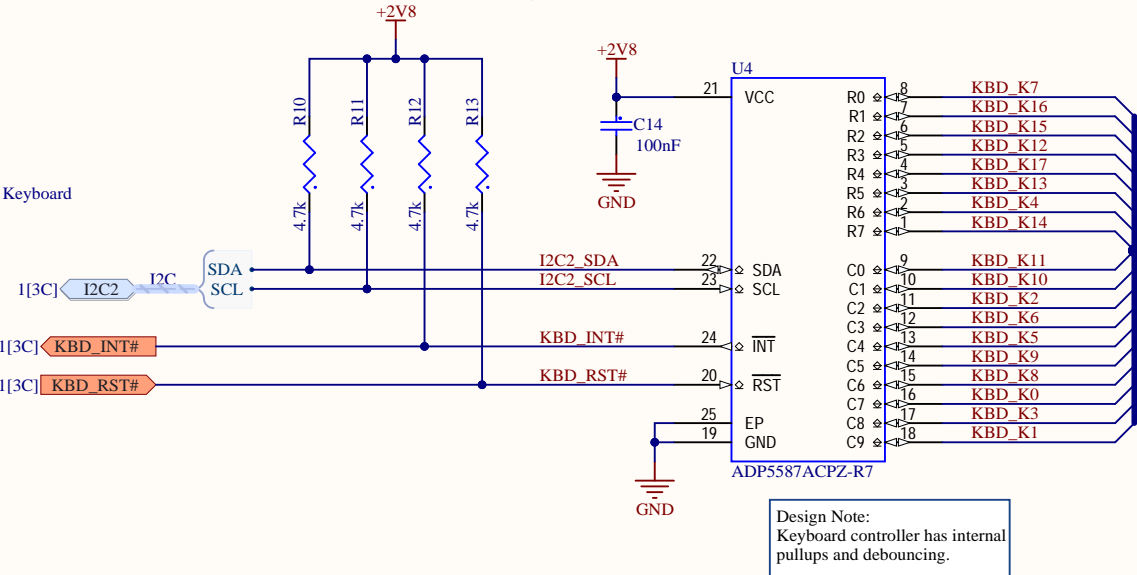 +2V8
+2V8
R10
R11
R12
R13
4.7k
4.7k
4.7k
4.7k
C14
100nF
GND
Keyboard
1[3C]
I2C2
I2C
SDA
SCL
I2C2_SDA
I2C2_SCL
1[3C]
KBD_INT#
KBD_INT#
1[3C]
KBD_RST#
KBD_RST#
GND
U4
21 VCC
22 SDA
23 SCL
24 INT
20 RST
25 EP
19 GND
R0 8 KBD_K7
R1 7 KBD_K16
R2 6 KBD_K15
R3 5 KBD_K12
R4 4 KBD_K17
R5 3 KBD_K13
R6 2 KBD_K4
R7 1 KBD_K14
C0 9 KBD_K11
C1 10 KBD_K10
C2 11 KBD_K2
C3 12 KBD_K6
C4 13 KBD_K5
C5 14 KBD_K9
C6 15 KBD_K8
C7 16 KBD_K0
C8 17 KBD_K3
C9 18 KBD_K1
ADP5587ACPZ-R7
Design Note:
Keyboard controller has internal
pullups and debouncing.